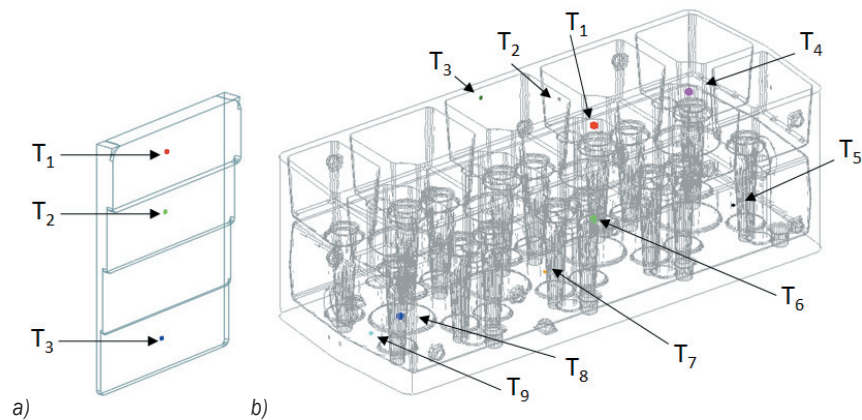 T₁
T₂
T₃
a)
T₃
T₂
T₁
T₄
T₅
T₆
T₇
T₈
T₉
b)